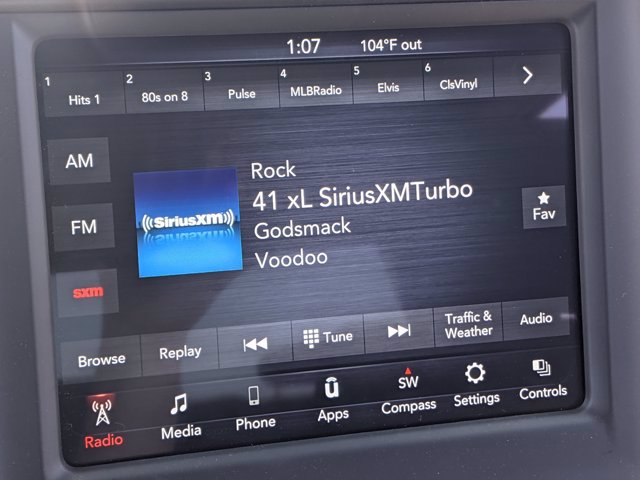 1:07 104°F out
1 Hits 1 2 80s on 8 3 Pulse 4 MLBRadio 5 Elvis 6 ClsVinyl
AM
FM
sxm
((SiriusXM))
Rock
41 xL SiriusXMTurbo
Godsmack
Voodoo
Fav
Browse Replay Tune Traffic & Weather Audio
Radio Media Phone Apps SW Compass Settings Controls